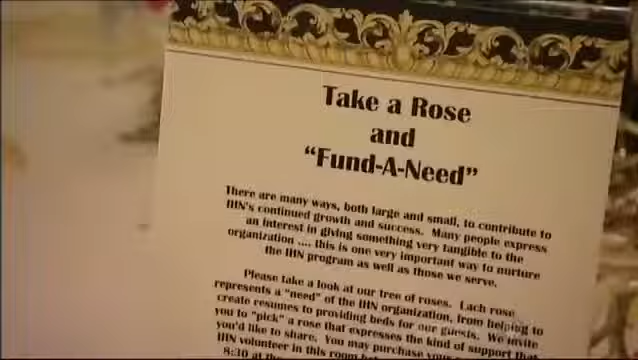 Take a Rose
and
“Fund-A-Need”
There are many ways, both large and small, to contribute to
IHN's continued growth and success. Many people express
an interest in giving something very tangible to the
organization .... this is one very important way to nurture
the IHN program as well as those we serve.
Please take a look at our tree of roses. Each rose
represents a "need" of the IHN organization, from helping to
create resumes to providing beds for our guests. We invite
you to "pick" a rose that expresses the kind of support that
you'd like to share. You may purchase your
IHN volunteer in this room
8:30 at the